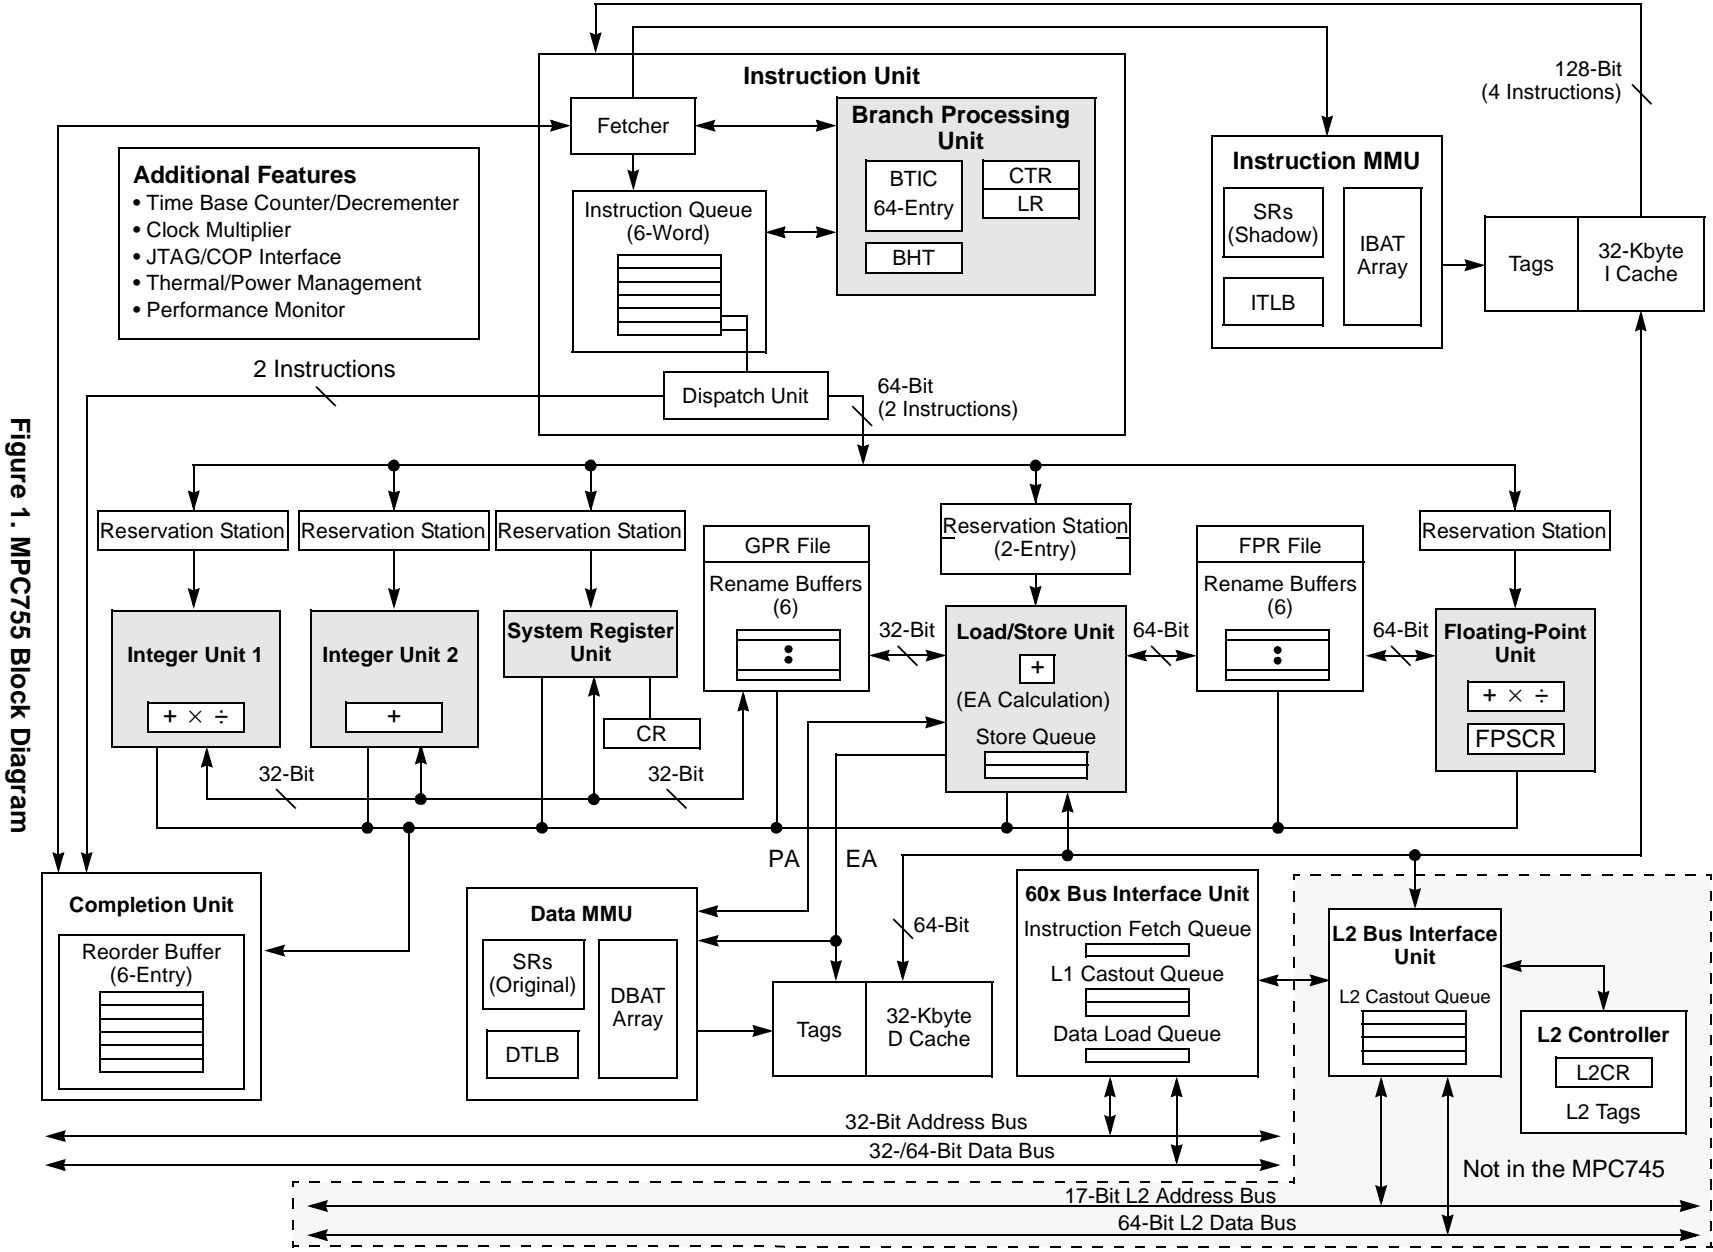 Instruction Unit
128-Bit
(4 Instructions)
Fetcher
Branch Processing
Unit
BTIC
64-Entry
CTR
LR
BHT
Additional Features
• Time Base Counter/Decrementer
• Clock Multiplier
• JTAG/COP Interface
• Thermal/Power Management
• Performance Monitor
Instruction Queue
(6-Word)
Instruction MMU
SRs
(Shadow)
IBAT
Array
ITLB
Tags
32-Kbyte
I Cache
2 Instructions
Dispatch Unit
64-Bit
(2 Instructions)
Reservation Station
Reservation Station
Reservation Station
Reservation Station
(2-Entry)
Reservation Station
GPR File
Rename Buffers
(6)
FPR File
Rename Buffers
(6)
Integer Unit 1
+ × ÷
Integer Unit 2
+
System Register
Unit
CR
32-Bit
Load/Store Unit
+
(EA Calculation)
Store Queue
64-Bit
64-Bit
Floating-Point
Unit
+ × ÷
FPSCR
32-Bit
32-Bit
PA
EA
Completion Unit
Reorder Buffer
(6-Entry)
Data MMU
SRs
(Original)
DBAT
Array
DTLB
64-Bit
Tags
32-Kbyte
D Cache
60x Bus Interface Unit
Instruction Fetch Queue
L1 Castout Queue
Data Load Queue
L2 Bus Interface
Unit
L2 Castout Queue
L2 Controller
L2CR
L2 Tags
32-Bit Address Bus
32-/64-Bit Data Bus
Not in the MPC745
17-Bit L2 Address Bus
64-Bit L2 Data Bus
Figure 1. MPC755 Block Diagram